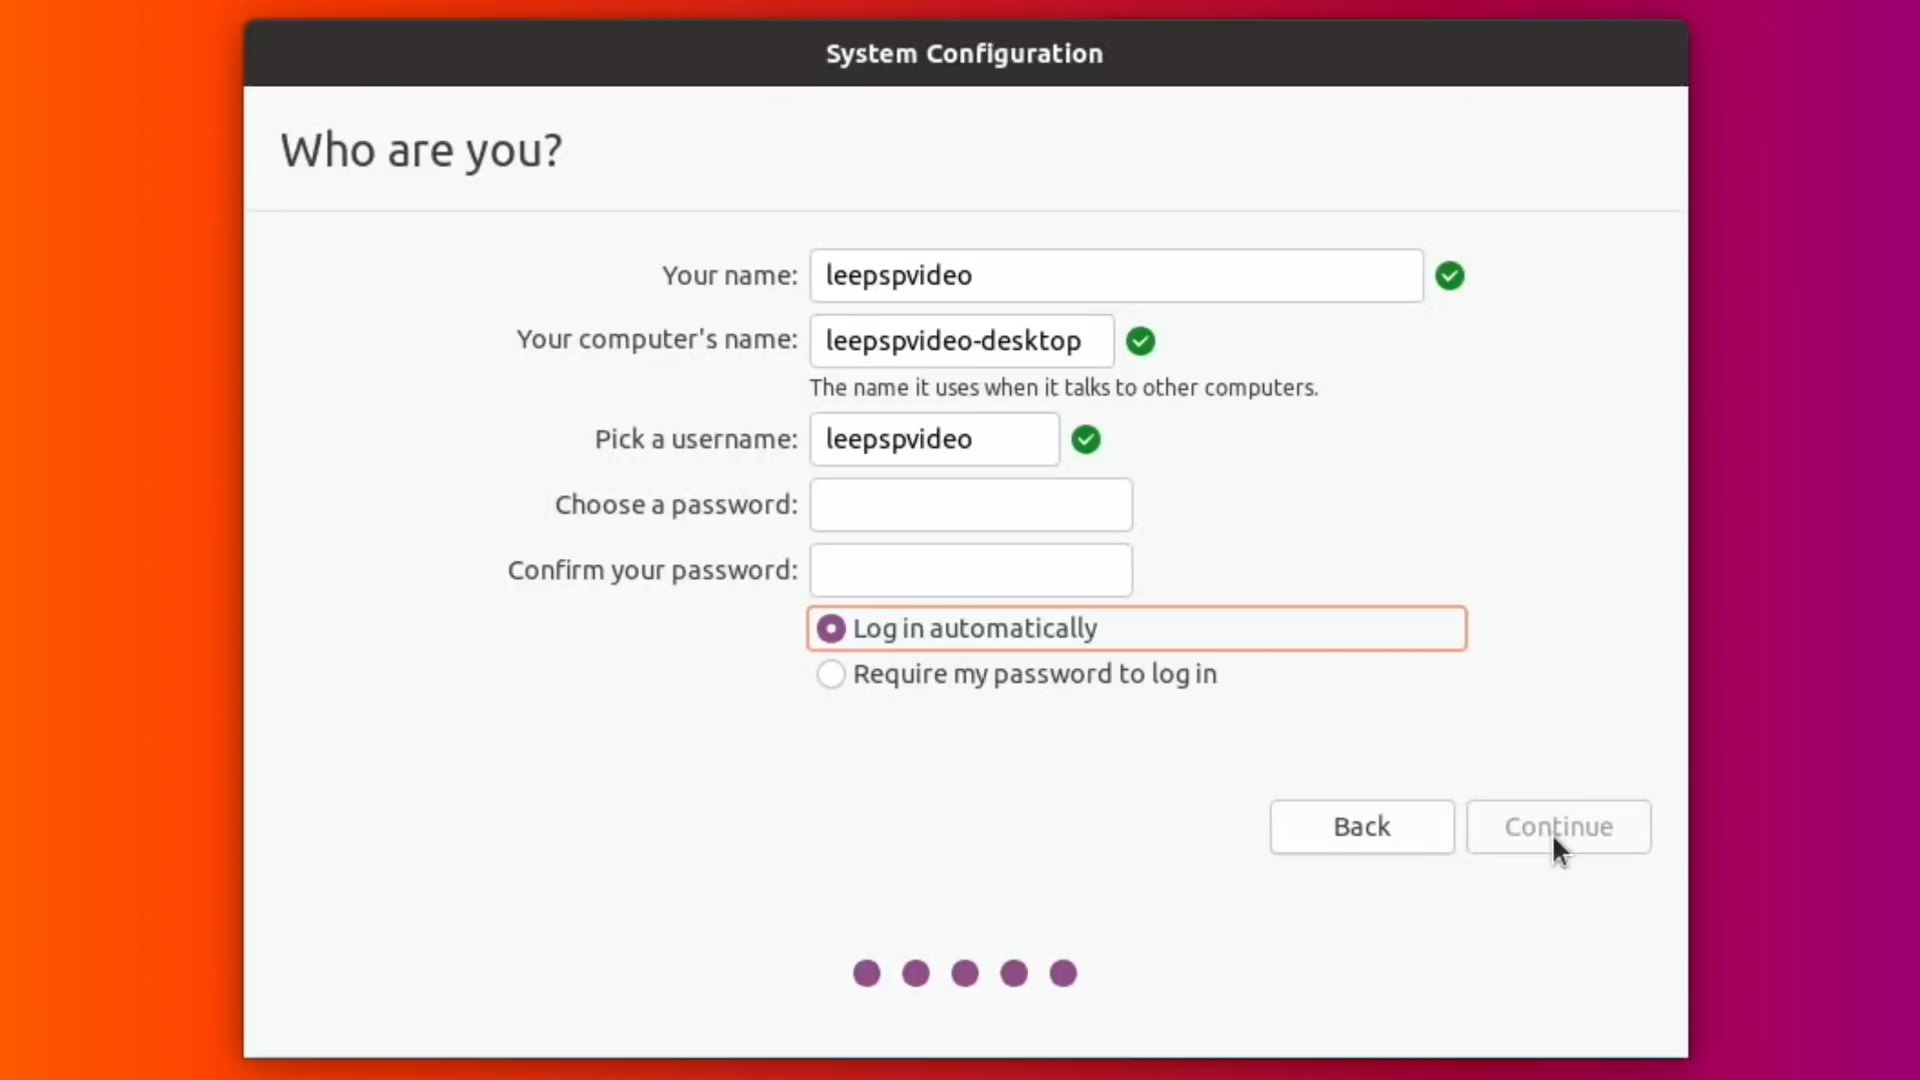 System Configuration
Who are you?
Your name: leepspvideo
Your computer's name: leepspvideo-desktop
The name it uses when it talks to other computers.
Pick a username: leepspvideo
Choose a password:
Confirm your password:
Log in automatically
Require my password to log in
Back Continue